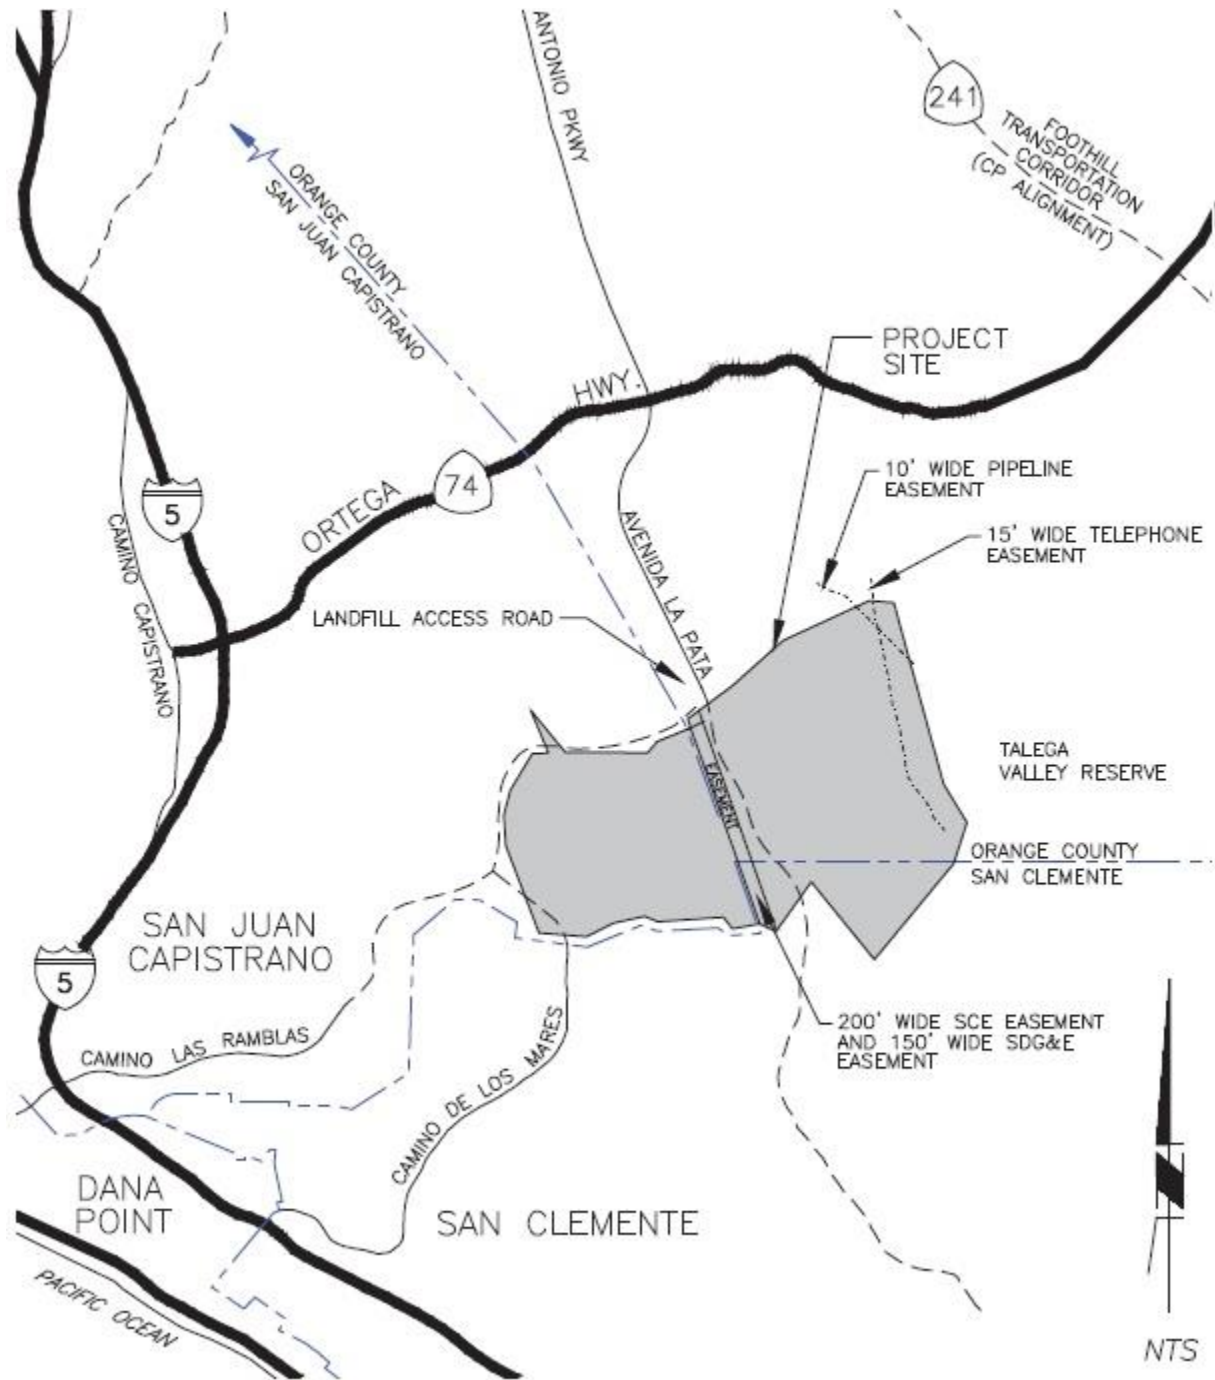 ANTONIO PKWY
241
FOOTHILL
TRANSPORTATION
CORRIDOR
(CP ALIGNMENT)
ORANGE COUNTY
SAN JUAN CAPISTRANO
PROJECT
SITE
HWY.
74
ORTEGA
10' WIDE PIPELINE
EASEMENT
5
15' WIDE TELEPHONE
EASEMENT
CAMINO CAPISTRANO
AVENIDA LA PATA
LANDFILL ACCESS ROAD
TALEGA
VALLEY RESERVE
EASEMENT
ORANGE COUNTY
SAN CLEMENTE
SAN JUAN
CAPISTRANO
5
200' WIDE SCE EASEMENT
AND 150' WIDE SDG&E
EASEMENT
CAMINO LAS RAMBLAS
CAMINO DE LOS MARES
DANA
POINT
SAN CLEMENTE
PACIFIC OCEAN
N
NTS